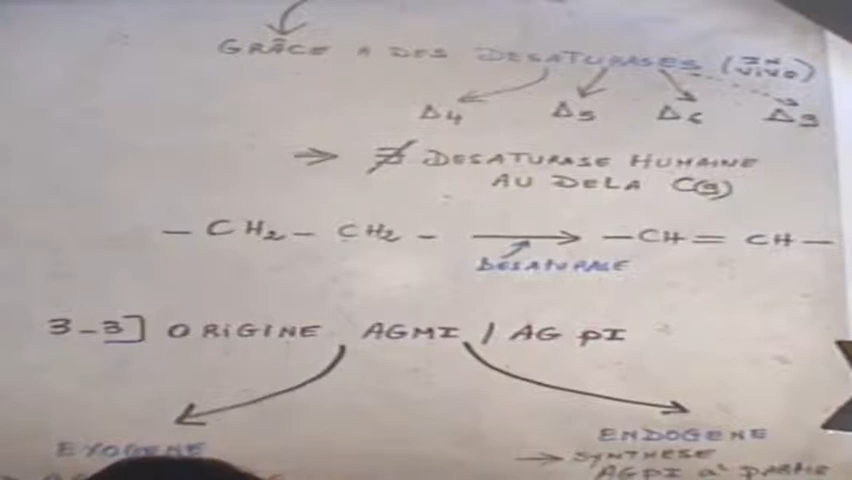 GRÂCE A DES DESATURASES (IN VIVO)
Δ4 Δ5 Δ6 Δ9
⇒ ∄ DESATURASE HUMAINE
AU DELA C(9)
— CH2 — CH2 — → — CH = CH —
DESATURASE
3-3] ORIGINE AGMI / AG PI
EXOGENE
ENDOGENE
→ SYNTHESE
AGPI a' PARTIR